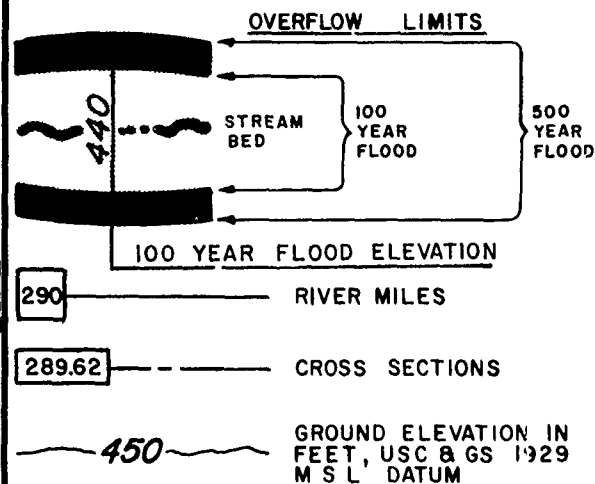 OVERFLOW LIMITS
440
STREAM
BED
100
YEAR
FLOOD
500
YEAR
FLOOD
100 YEAR FLOOD ELEVATION
290
RIVER MILES
289.62
CROSS SECTIONS
450
GROUND ELEVATION IN
FEET, USC & GS 1929
M S L DATUM